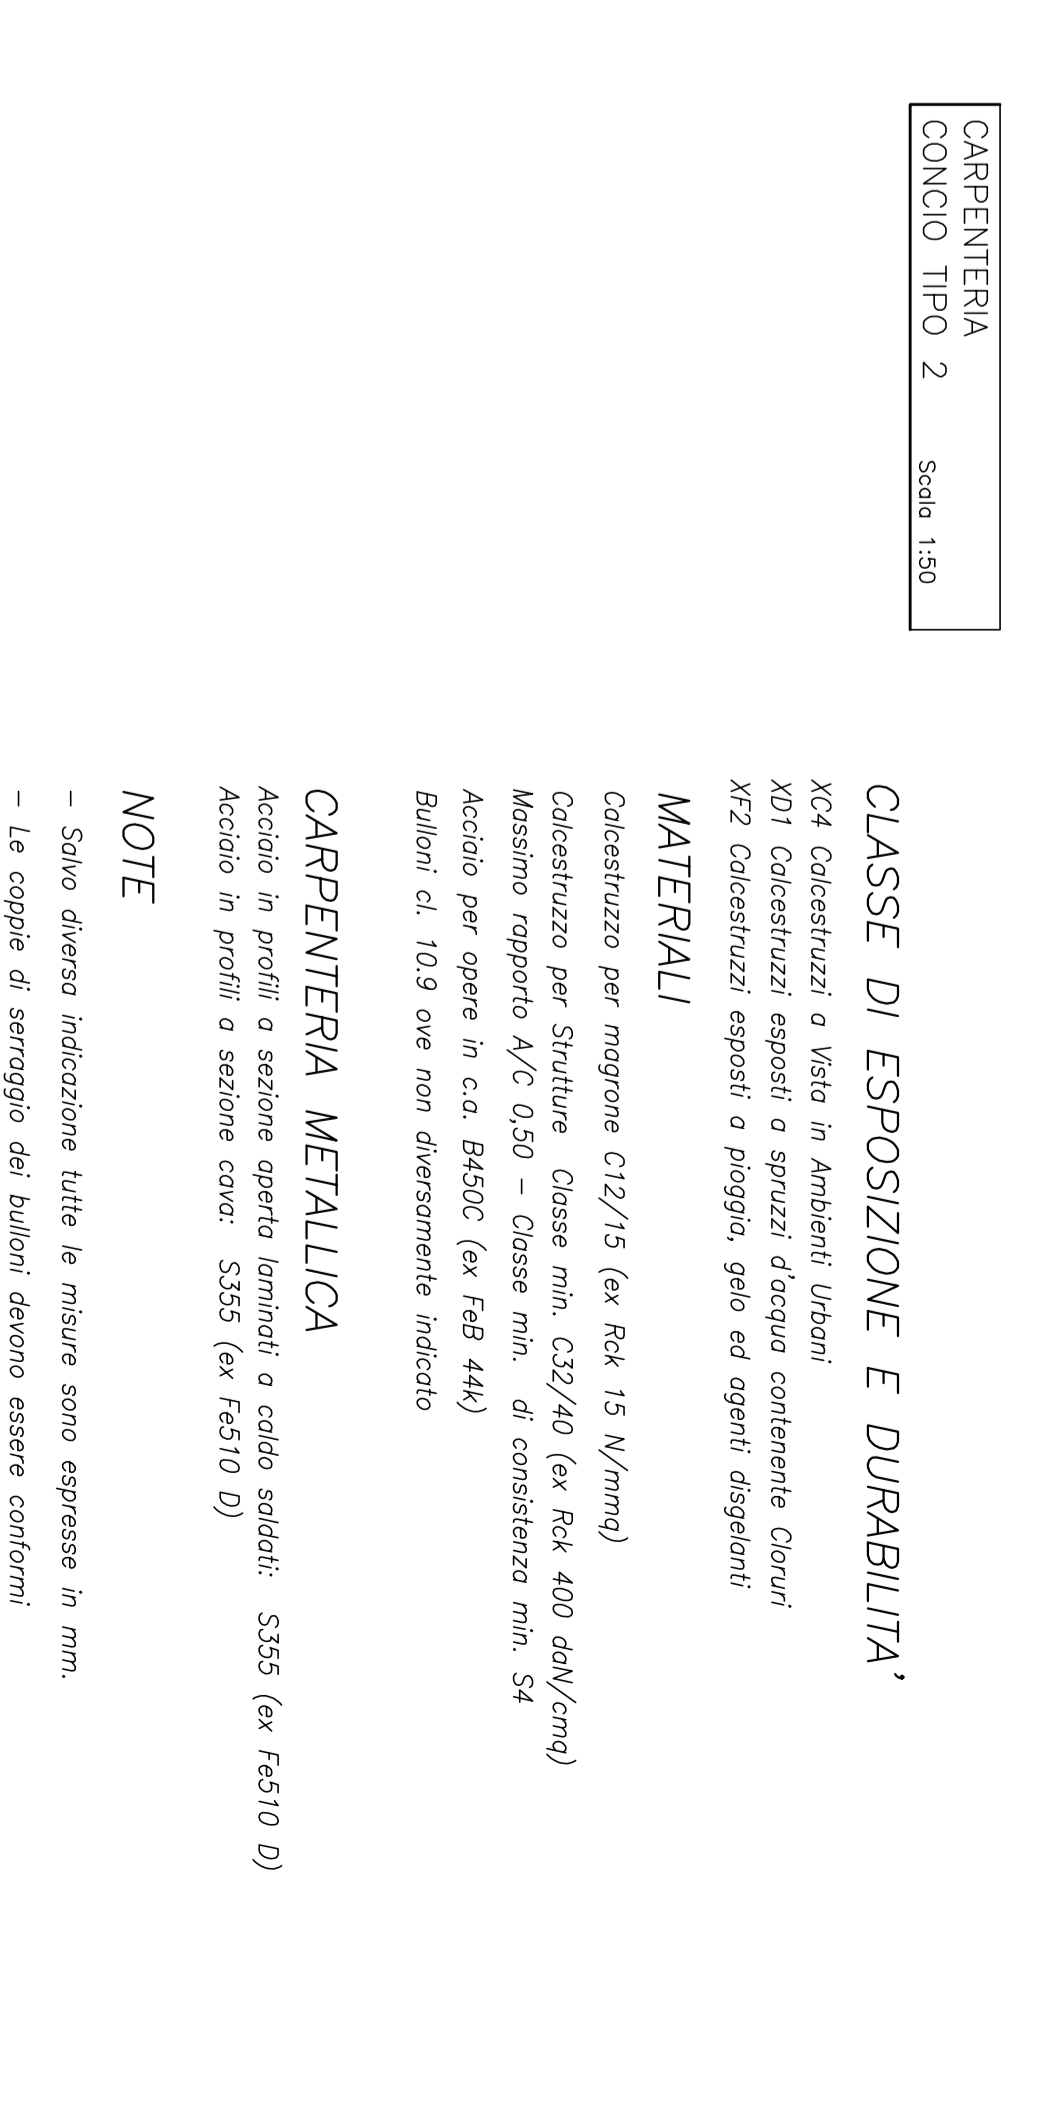 CARPENTERIA
CONCIO TIPO 2 Scala 1:50
CLASSE DI ESPOSIZIONE E DURABILITA'
XC4 Calcestruzzi a Vista in Ambienti Urbani
XD1 Calcestruzzi esposti a spruzzi d'acqua contenente Cloruri
XF2 Calcestruzzi esposti a pioggia, gelo ed agenti disgelanti
MATERIALI
Calcestruzzo per magrone C12/15 (ex Rck 15 N/mmq)
Calcestruzzo per Strutture Classe min. C32/40 (ex Rck 400 daN/cmq)
Massimo rapporto A/C 0,50 - Classe min. di consistenza min. S4
Acciaio per opere in c.a. B450C (ex FeB 44k)
Bulloni cl. 10.9 ove non diversamente indicato
CARPENTERIA METALLICA
Acciaio in profili a sezione aperta laminati a caldo saldati: S355 (ex Fe510 D)
Acciaio in profili a sezione cava: S355 (ex Fe510 D)
NOTE
- Salvo diversa indicazione tutte le misure sono espresse in mm.
- Le coppie di serraggio dei bulloni devono essere conformi